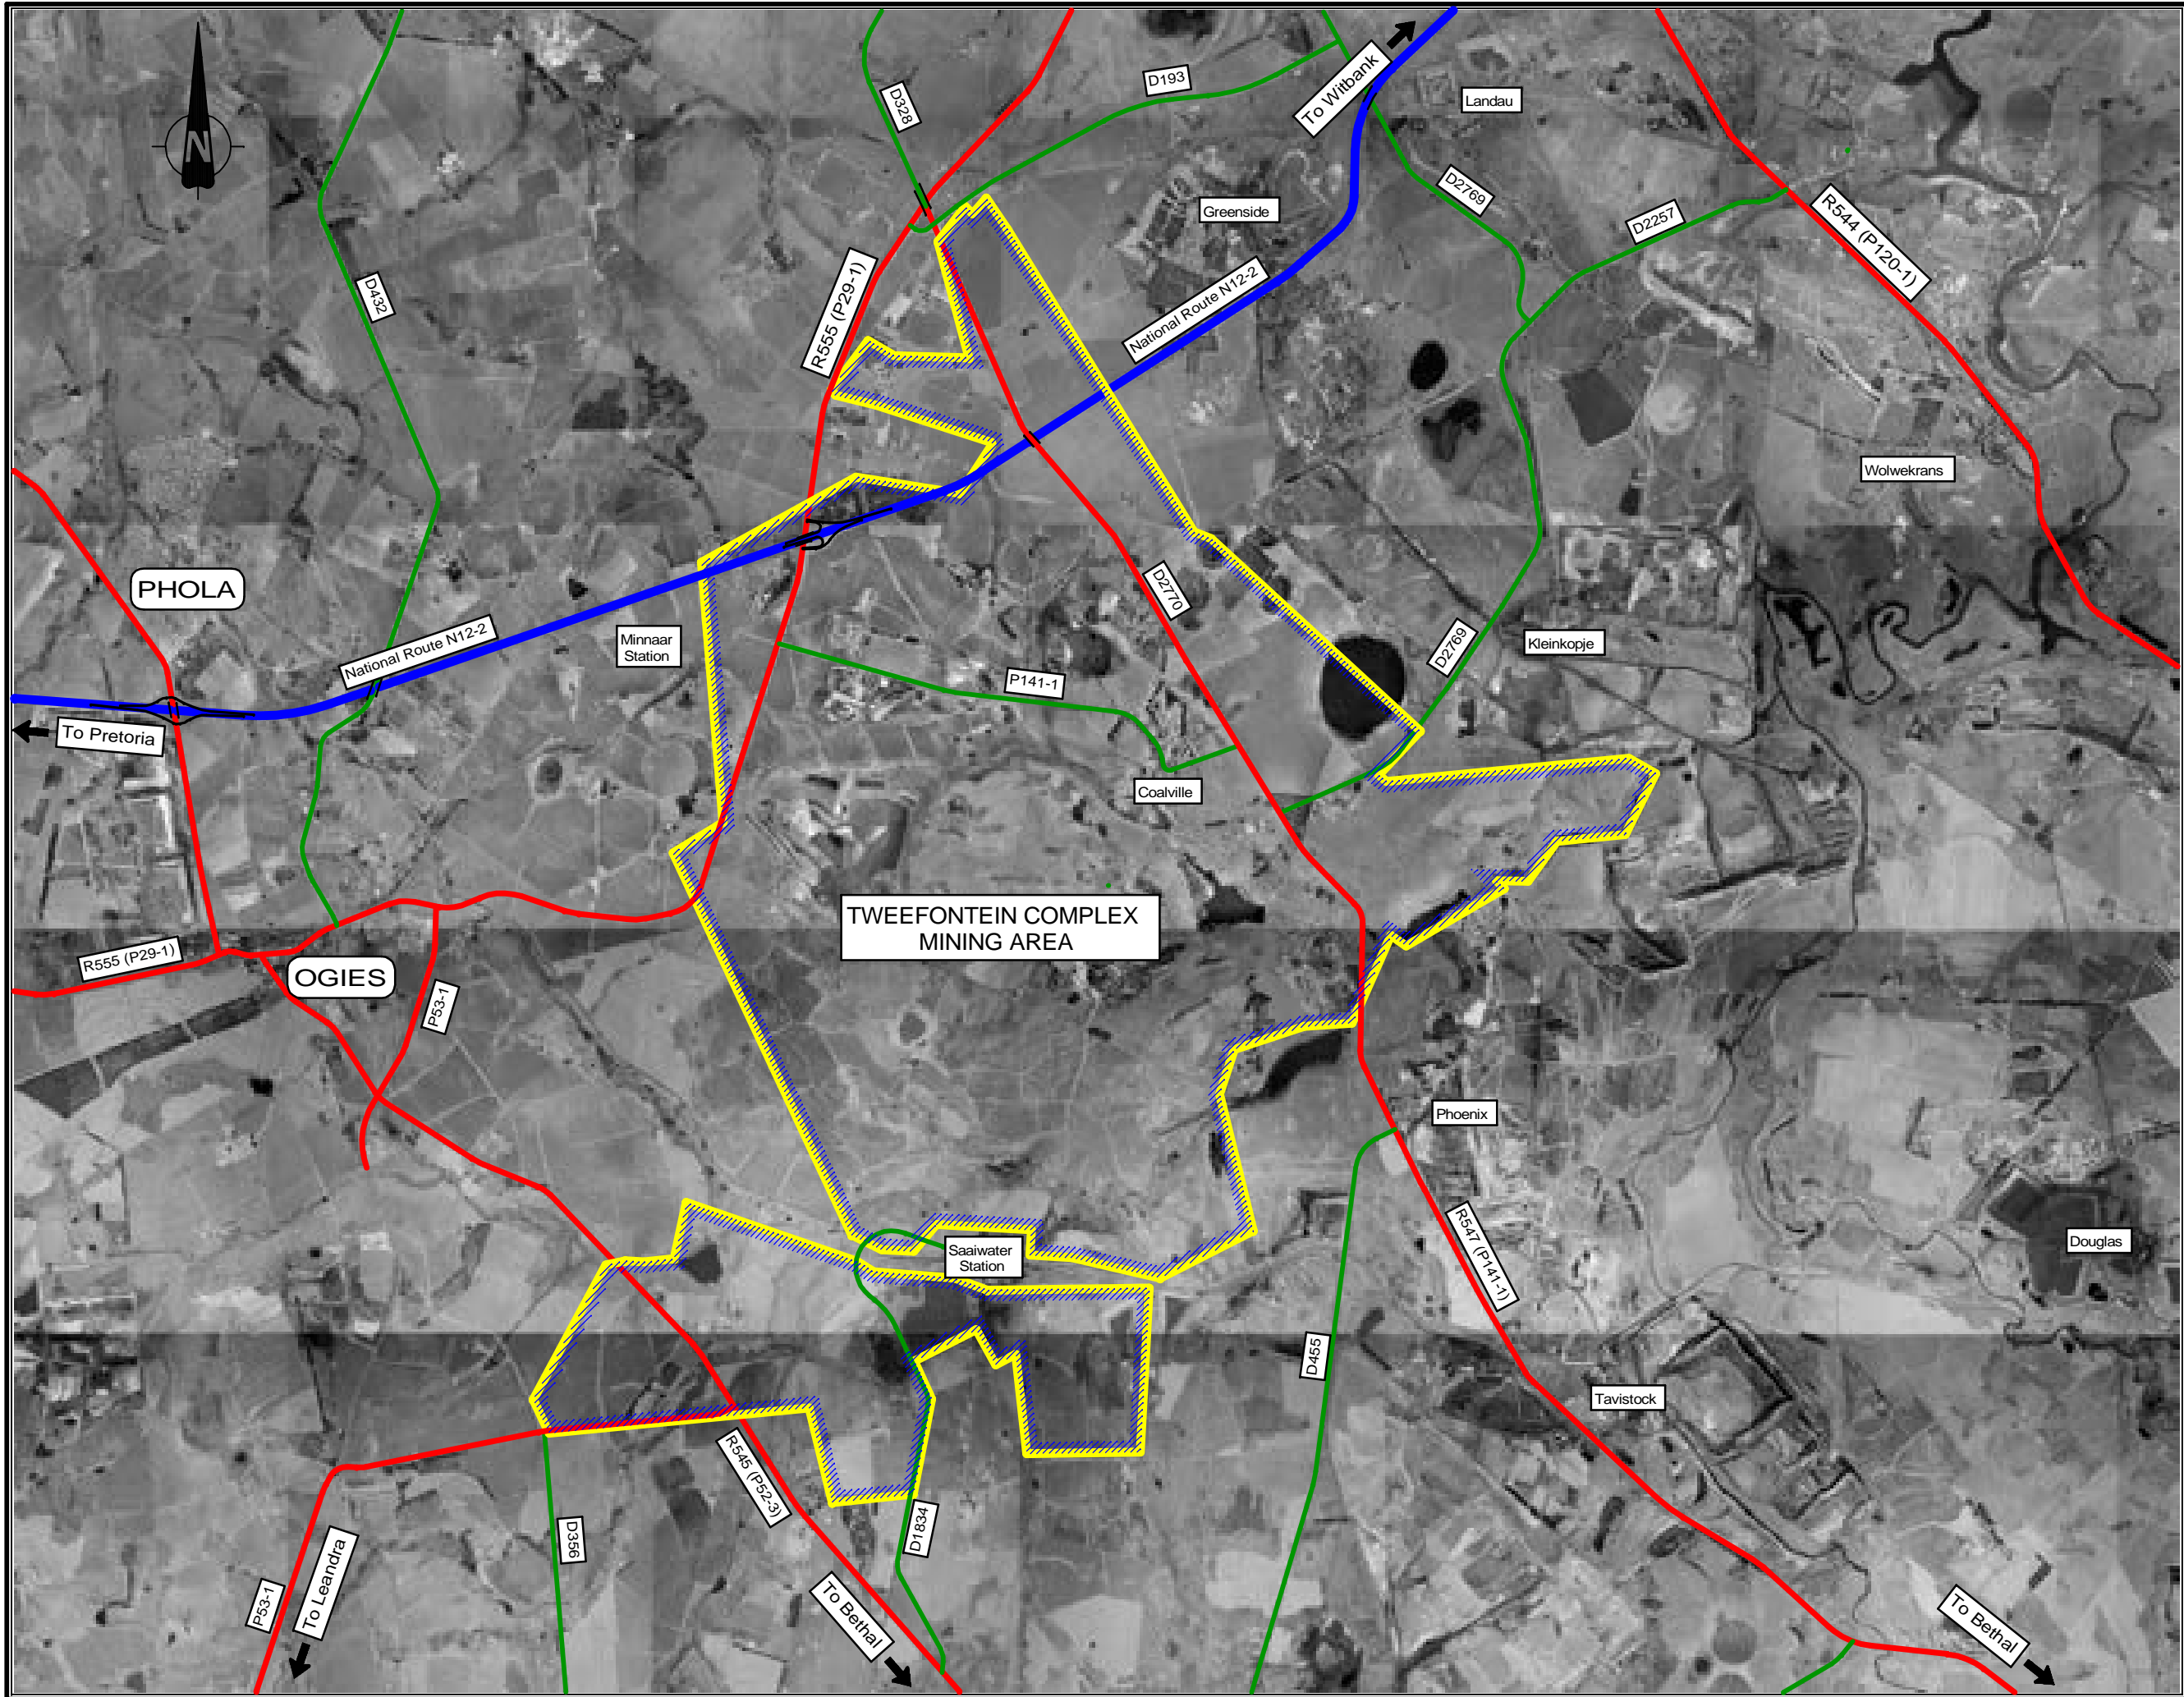 N
D328
D193
To Witbank
Landau
D432
Greenside
D2769
D2257
R544 (P120-1)
R555 (P29-1)
National Route N12-2
Wolwekrans
PHOLA
D2770
National Route N12-2
Minnaar
Station
P141-1
D2769
Kleinkopje
To Pretoria
Coalville
TWEEFONTEIN COMPLEX
MINING AREA
R555 (P29-1)
OGIES
P53-1
Phoenix
Saaiwater
Station
R547 (P141-1)
Douglas
D455
Tavistock
R545 (P52-3)
D356
D1834
P53-1
To Leandra
To Bethal
To Bethal